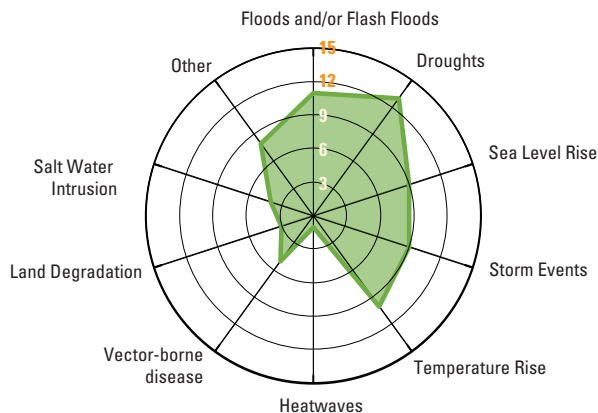 Floods and/or Flash Floods
15
Droughts
12
Other
9
6
Sea Level Rise
Salt Water
Intrusion
3
Land Degradation
Storm Events
Vector-borne
disease
Temperature Rise
Heatwaves